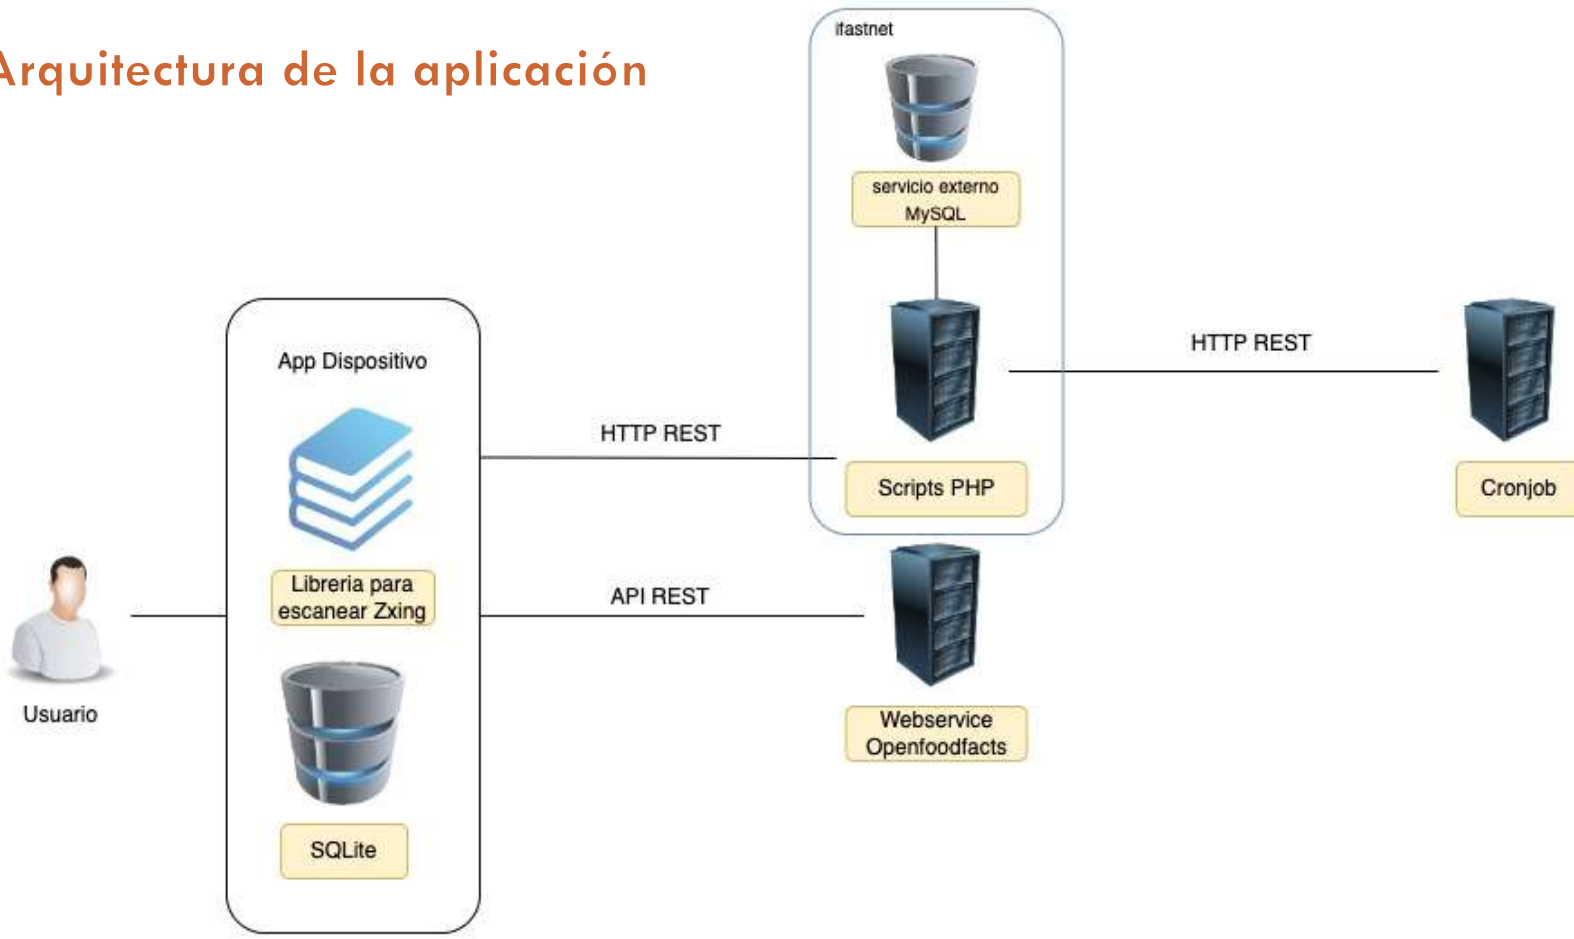 Arquitectura de la aplicación
ifastnet
servicio externo
MySQL
App Dispositivo
HTTP REST
HTTP REST
Scripts PHP
Cronjob
Libreria para
escanear Zxing
API REST
Usuario
Webservice
Openfoodfacts
SQLite